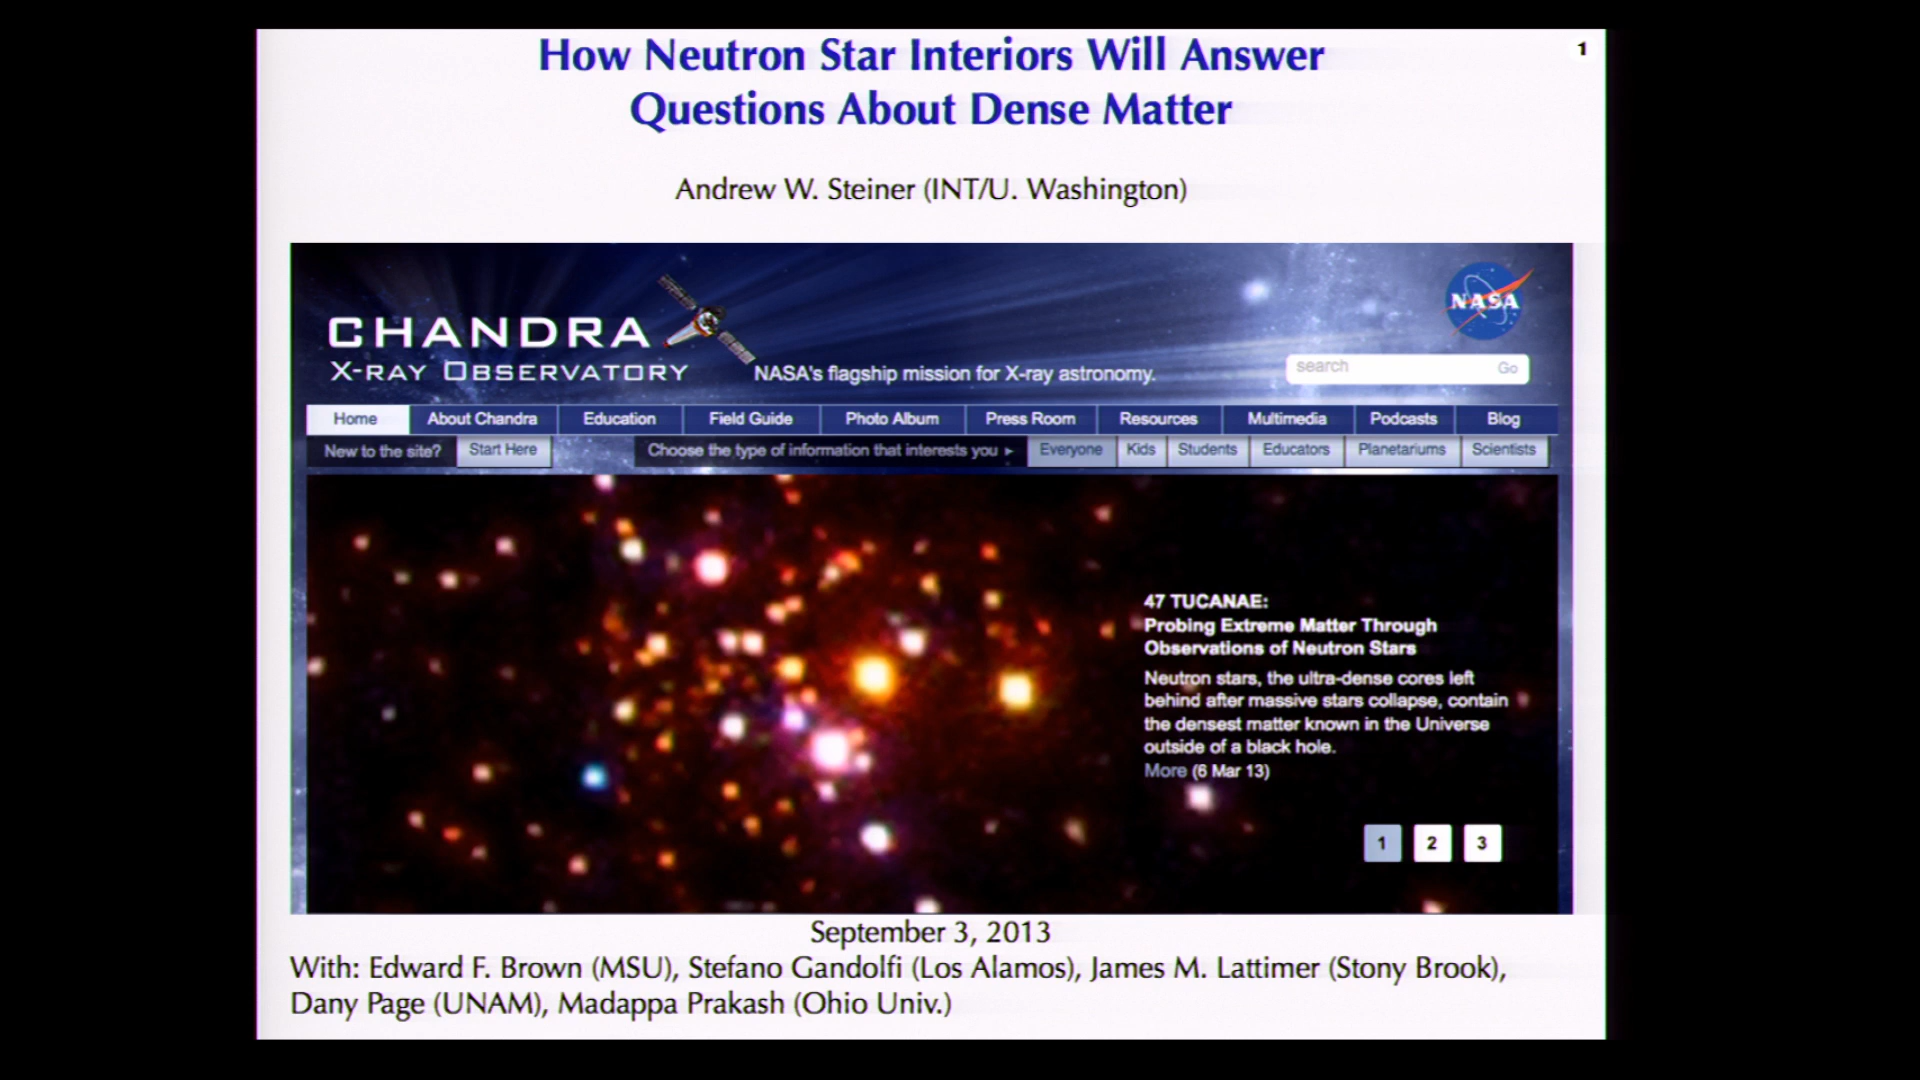 How Neutron Star Interiors Will Answer
Questions About Dense Matter
1
Andrew W. Steiner (INT/U. Washington)
CHANDRA
X-RAY OBSERVATORY
NASA's flagship mission for X-ray astronomy.
NASA
search Go
Home About Chandra Education Field Guide Photo Album Press Room Resources Multimedia Podcasts Blog
New to the site? Start Here Choose the type of information that interests you ► Everyone Kids Students Educators Planetariums Scientists
47 TUCANAE:
Probing Extreme Matter Through
Observations of Neutron Stars
Neutron stars, the ultra-dense cores left
behind after massive stars collapse, contain
the densest matter known in the Universe
outside of a black hole.
More (6 Mar 13)
1 2 3
September 3, 2013
With: Edward F. Brown (MSU), Stefano Gandolfi (Los Alamos), James M. Lattimer (Stony Brook),
Dany Page (UNAM), Madappa Prakash (Ohio Univ.)